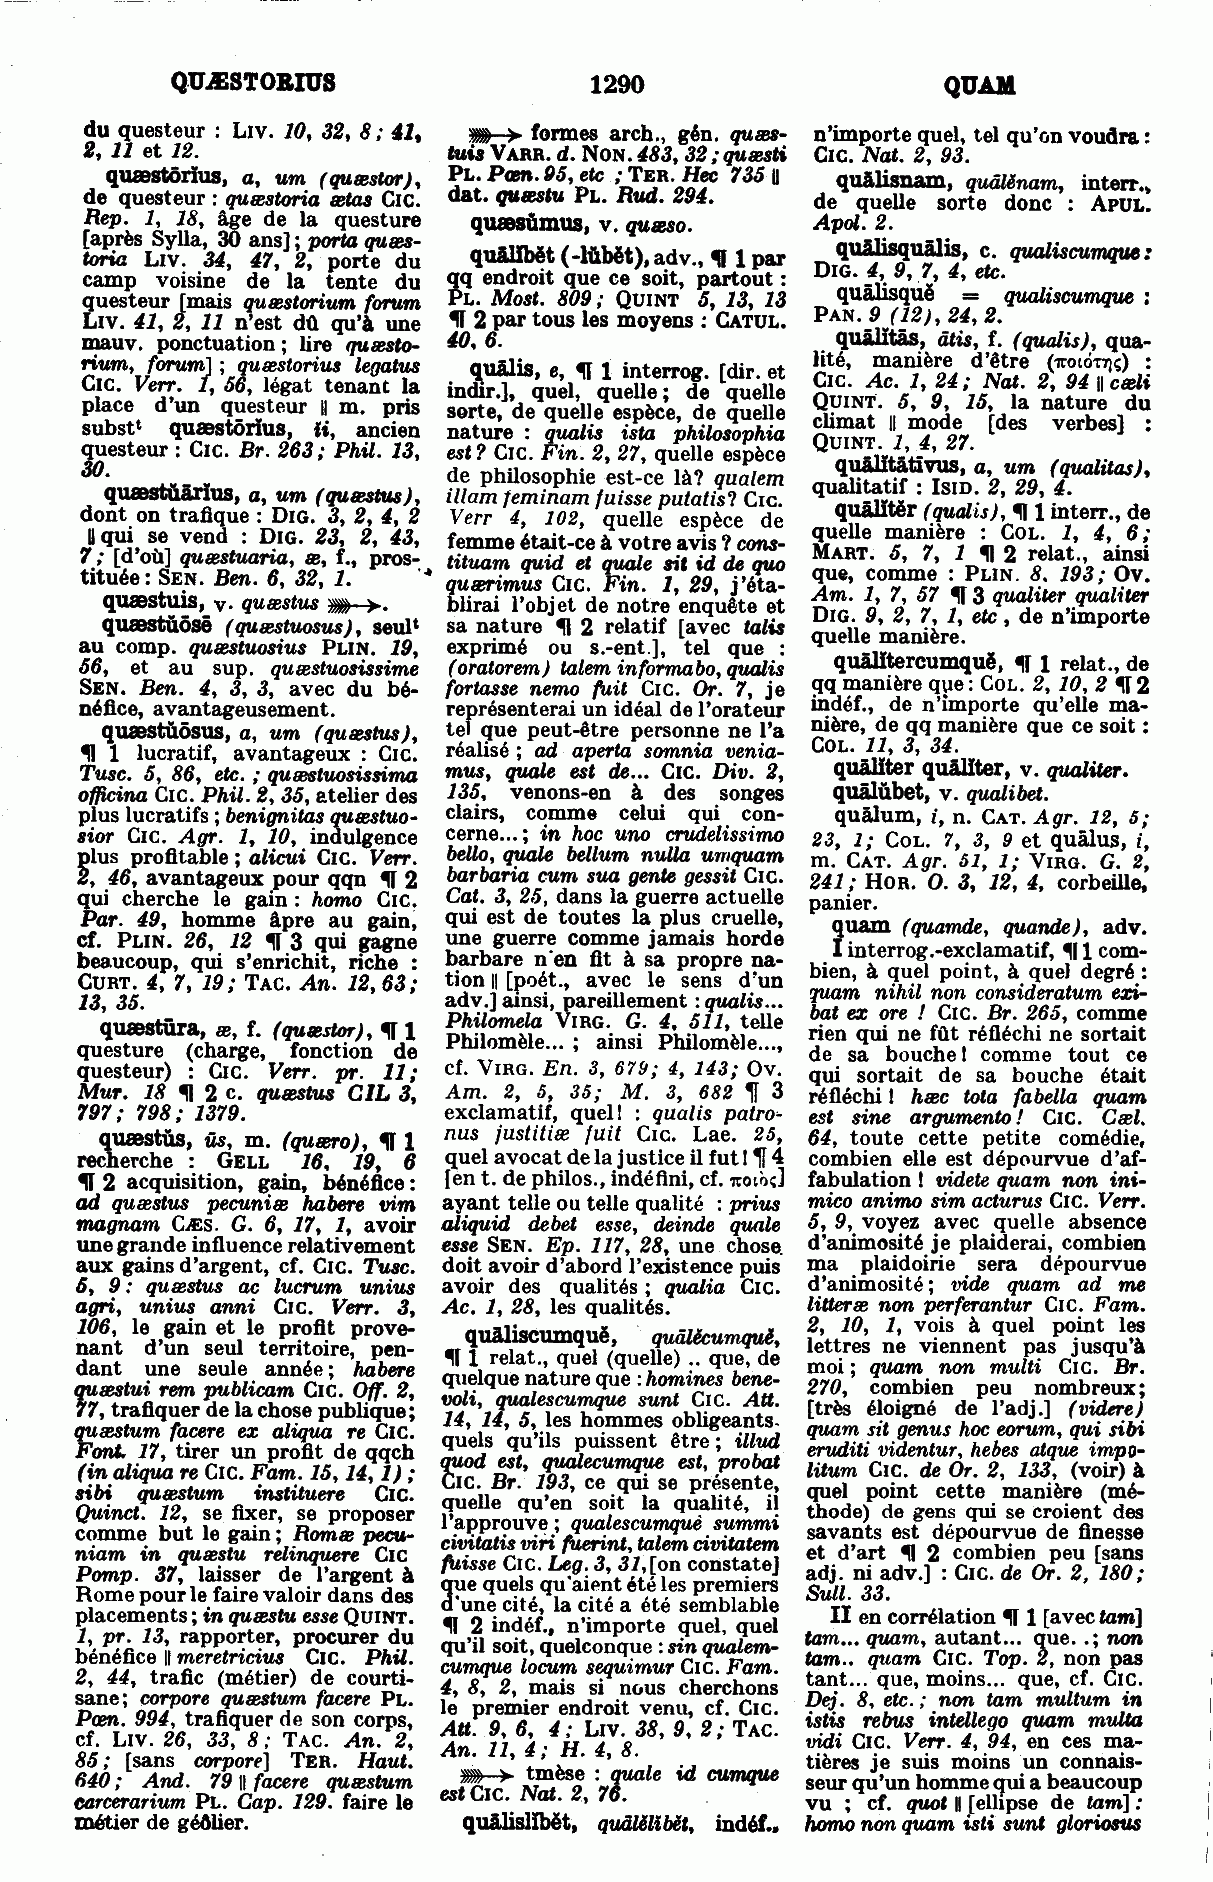 QUÆSTORIUS
1290
QUAM
du questeur : LIV. 10, 32, 8 ; 41,
2, 11 et 12.
quæstōrĭus, a, um (quæstor),
de questeur : quæstoria ætas CIC.
Rep. 1, 18, âge de la questure
[après Sylla, 30 ans] ; porta quæs-
toria LIV. 34, 47, 2, porte du
camp voisine de la tente du
questeur [mais quæstorium forum
LIV. 41, 2, 11 n'est dû qu'à une
mauv. ponctuation ; lire quæsto-
rium, forum] ; quæstorius legatus
CIC. Verr. 1, 56, légat tenant la
place d'un questeur || m. pris
substᵗ quæstōrĭus, ĭi, ancien
questeur : CIC. Br. 263 ; Phil. 13,
30.
quæstŭārĭus, a, um (quæstus),
dont on trafique : DIG. 3, 2, 4, 2
|| qui se vend : DIG. 23, 2, 43,
7 ; [d'où] quæstuaria, æ, f., pros-
tituée : SEN. Ben. 6, 32, 1.
quæstuis, v. quæstus ➳.
quæstŭōsē (quæstuosus), seulᵗ
au comp. quæstuosius PLIN. 19,
56, et au sup. quæstuosissime
SEN. Ben. 4, 3, 3, avec du bé-
néfice, avantageusement.
quæstŭōsus, a, um (quæstus),
¶ 1 lucratif, avantageux : CIC.
Tusc. 5, 86, etc. ; quæstuosissima
officina CIC. Phil. 2, 35, atelier des
plus lucratifs ; benignitas quæstuo-
sior CIC. Agr. 1, 10, indulgence
plus profitable ; alicui CIC. Verr.
2, 46, avantageux pour qqn ¶ 2
qui cherche le gain : homo CIC.
Par. 49, homme âpre au gain,
cf. PLIN. 26, 12 ¶ 3 qui gagne
beaucoup, qui s'enrichit, riche :
CURT. 4, 7, 19 ; TAC. An. 12, 63 ;
13, 35.
quæstūra, æ, f. (quæstor), ¶ 1
questure (charge, fonction de
questeur) : CIC. Verr. pr. 11 ;
Mur. 18 ¶ 2 c. quæstus CIL 3,
797 ; 798 ; 1379.
quæstŭs, ūs, m. (quæro), ¶ 1
recherche : GELL 16, 19, 6
¶ 2 acquisition, gain, bénéfice :
ad quæstus pecuniæ habere vim
magnam CÆS. G. 6, 17, 1, avoir
une grande influence relativement
aux gains d'argent, cf. CIC. Tusc.
5, 9 : quæstus ac lucrum unius
agri, unius anni CIC. Verr. 3,
106, le gain et le profit prove-
nant d'un seul territoire, pen-
dant une seule année ; habere
quæstui rem publicam CIC. Off. 2,
77, trafiquer de la chose publique ;
quæstum facere ex aliqua re CIC.
Font. 17, tirer un profit de qqch
(in aliqua re CIC. Fam. 15, 14, 1) ;
sibi quæstum instituere CIC.
Quinct. 12, se fixer, se proposer
comme but le gain ; Romæ pecu-
niam in quæstu relinquere CIC
Pomp. 37, laisser de l'argent à
Rome pour le faire valoir dans des
placements ; in quæstu esse QUINT.
1, pr. 13, rapporter, procurer du
bénéfice || meretricius CIC. Phil.
2, 44, trafic (métier) de courti-
sane ; corpore quæstum facere PL.
Pœn. 994, trafiquer de son corps,
cf. LIV. 26, 33, 8 ; TAC. An. 2,
85 ; [sans corpore] TER. Haut.
640 ; And. 79 || facere quæstum
carcerarium PL. Cap. 129. faire le
métier de geôlier.
➳ formes arch., gén. quæs-
tuis VARR. d. NON. 483, 32 ; quæsti
PL. Pœn. 95, etc ; TER. Hec 735 ||
dat. quæstu PL. Rud. 294.
quæsŭmus, v. quæso.
quālĭbĕt (-lŭbĕt), adv., ¶ 1 par
qq endroit que ce soit, partout :
PL. Most. 809 ; QUINT 5, 13, 13
¶ 2 par tous les moyens : CATUL.
40, 6.
quālis, e, ¶ 1 interrog. [dir. et
indir.], quel, quelle ; de quelle
sorte, de quelle espèce, de quelle
nature : qualis ista philosophia
est ? CIC. Fin. 2, 27, quelle espèce
de philosophie est-ce là? qualem
illam feminam fuisse putatis? CIC.
Verr 4, 102, quelle espèce de
femme était-ce à votre avis ? cons-
tituam quid et quale sit id de quo
quærimus CIC. Fin. 1, 29, j'éta-
blirai l'objet de notre enquête et
sa nature ¶ 2 relatif [avec talis
exprimé ou s.-ent.], tel que :
(oratorem) talem informabo, qualis
fortasse nemo fuit CIC. Or. 7, je
représenterai un idéal de l'orateur
tel que peut-être personne ne l'a
réalisé ; ad aperta somnia venia-
mus, quale est de... CIC. Div. 2,
135, venons-en à des songes
clairs, comme celui qui con-
cerne... ; in hoc uno crudelissimo
bello, quale bellum nulla umquam
barbaria cum sua gente gessit CIC.
Cat. 3, 25, dans la guerre actuelle
qui est de toutes la plus cruelle,
une guerre comme jamais horde
barbare n'en fit à sa propre na-
tion || [poét., avec le sens d'un
adv.] ainsi, pareillement : qualis...
Philomela VIRG. G. 4, 511, telle
Philomèle... ; ainsi Philomèle...,
cf. VIRG. En. 3, 679 ; 4, 143 ; OV.
Am. 2, 5, 35 ; M. 3, 682 ¶ 3
exclamatif, quel! : qualis patro-
nus justitiæ fuit CIC. Lae. 25,
quel avocat de la justice il fut ! ¶ 4
[en t. de philos., indéfini, cf. ποιὸς]
ayant telle ou telle qualité : prius
aliquid debet esse, deinde quale
esse SEN. Ep. 117, 28, une chose
doit avoir d'abord l'existence puis
avoir des qualités ; qualia CIC.
Ac. 1, 28, les qualités.
quāliscumquĕ, quālĕcumquĕ,
¶ 1 relat., quel (quelle) .. que, de
quelque nature que : homines bene-
voli, qualescumque sunt CIC. Att.
14, 14, 5, les hommes obligeants.
quels qu'ils puissent être ; illud
quod est, qualecumque est, probat
CIC. Br. 193, ce qui se présente,
quelle qu'en soit la qualité, il
l'approuve ; qualescumque summi
civitatis viri fuerint, talem civitatem
fuisse CIC. Leg. 3, 31, [on constate]
que quels qu'aient été les premiers
d'une cité, la cité a été semblable
¶ 2 indéf., n'importe quel, quel
qu'il soit, quelconque : sin qualem-
cumque locum sequimur CIC. Fam.
4, 8, 2, mais si nous cherchons
le premier endroit venu, cf. CIC.
Att. 9, 6, 4 ; LIV. 38, 9, 2 ; TAC.
An. 11, 4 ; H. 4, 8.
➳ tmèse : quale id cumque
est CIC. Nat. 2, 76.
quālislĭbĕt, quālĕlĭbĕt, indéf.,
n'importe quel, tel qu'on voudra :
CIC. Nat. 2, 93.
quālisnam, quālĕnam, interr.,
de quelle sorte donc : APUL.
Apol. 2.
quālisquālis, c. qualiscumque :
DIG. 4, 9, 7, 4, etc.
quālisquĕ = qualiscumque :
PAN. 9 (12), 24, 2.
quālĭtās, ātis, f. (qualis), qua-
lité, manière d'être (ποιότης) :
CIC. Ac. 1, 24 ; Nat. 2, 94 || cæli
QUINT. 5, 9, 15, la nature du
climat || mode [des verbes] :
QUINT. 1, 4, 27.
quālĭtātīvus, a, um (qualitas),
qualitatif : ISID. 2, 29, 4.
quālĭtĕr (qualis), ¶ 1 interr., de
quelle manière : COL. 1, 4, 6 ;
MART. 5, 7, 1 ¶ 2 relat., ainsi
que, comme : PLIN. 8. 193 ; OV.
Am. 1, 7, 57 ¶ 3 qualiter qualiter
DIG. 9, 2, 7, 1, etc , de n'importe
quelle manière.
quālĭtercumquĕ, ¶ 1 relat., de
qq manière que : COL. 2, 10, 2 ¶ 2
indéf., de n'importe qu'elle ma-
nière, de qq manière que ce soit :
COL. 11, 3, 34.
quālĭter quālĭter, v. qualiter.
quālŭbet, v. qualibet.
quālum, i, n. CAT. Agr. 12, 5 ;
23, 1 ; COL. 7, 3, 9 et quālus, i,
m. CAT. Agr. 51, 1 ; VIRG. G. 2,
241 ; HOR. O. 3, 12, 4, corbeille,
panier.
quam (quamde, quande), adv.
I interrog.-exclamatif, ¶ 1 com-
bien, à quel point, à quel degré :
quam nihil non consideratum exi-
bat ex ore ! CIC. Br. 265, comme
rien qui ne fût réfléchi ne sortait
de sa bouche ! comme tout ce
qui sortait de sa bouche était
réfléchi ! hæc tota fabella quam
est sine argumento ! CIC. Cæl.
64, toute cette petite comédie,
combien elle est dépourvue d'af-
fabulation ! videte quam non ini-
mico animo sim acturus CIC. Verr.
5, 9, voyez avec quelle absence
d'animosité je plaiderai, combien
ma plaidoirie sera dépourvue
d'animosité ; vide quam ad me
litteræ non perferantur CIC. Fam.
2, 10, 1, vois à quel point les
lettres ne viennent pas jusqu'à
moi ; quam non multi CIC. Br.
270, combien peu nombreux ;
[très éloigné de l'adj.] (videre)
quam sit genus hoc eorum, qui sibi
eruditi videntur, hebes atque impo-
litum CIC. de Or. 2, 133, (voir) à
quel point cette manière (mé-
thode) de gens qui se croient des
savants est dépourvue de finesse
et d'art ¶ 2 combien peu [sans
adj. ni adv.] : CIC. de Or. 2, 180 ;
Sull. 33.
II en corrélation ¶ 1 [avec tam]
tam... quam, autant... que. . ; non
tam.. quam CIC. Top. 2, non pas
tant... que, moins... que, cf. CIC.
Dej. 8, etc. ; non tam multum in
istis rebus intellego quam multa
vidi CIC. Verr. 4, 94, en ces ma-
tières je suis moins un connais-
seur qu'un homme qui a beaucoup
vu ; cf. quot || [ellipse de tam] :
homo non quam isti sunt gloriosus